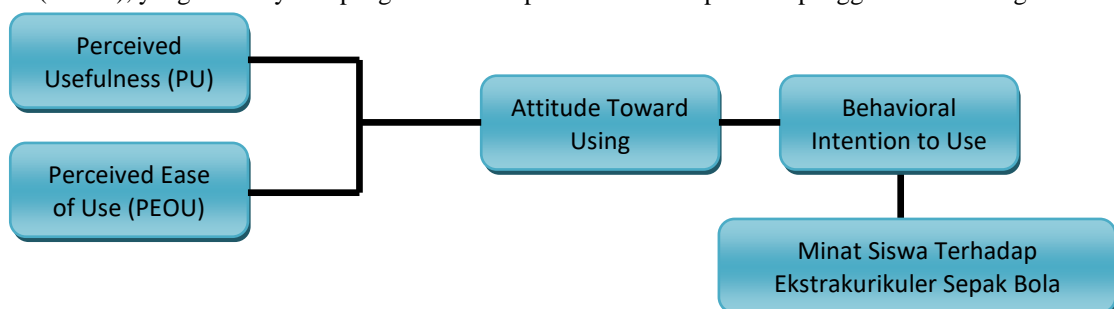 Perceived
Usefulness (PU)
Perceived Ease
of Use (PEOU)
Attitude Toward
Using
Behavioral
Intention to Use
Minat Siswa Terhadap
Ekstrakurikuler Sepak Bola